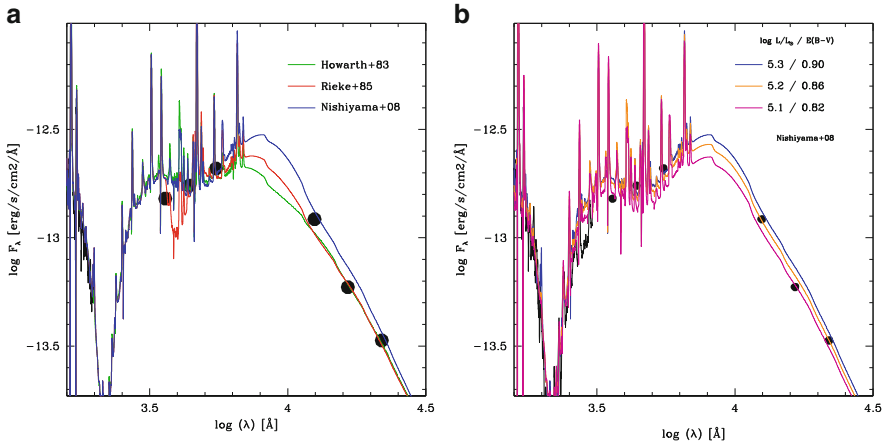 a
Howarth+83
Rieke+85
Nishiyama+08
−12.5
−13
−13.5
3.5
4
4.5
log F_λ [erg/s/cm2/Å]
log (λ) [Å]
b
log L/L⊙ / E(B−V)
5.3 / 0.90
5.2 / 0.86
5.1 / 0.82
Nishiyama+08
−12.5
−13
−13.5
3.5
4
4.5
log F_λ [erg/s/cm2/Å]
log (λ) [Å]